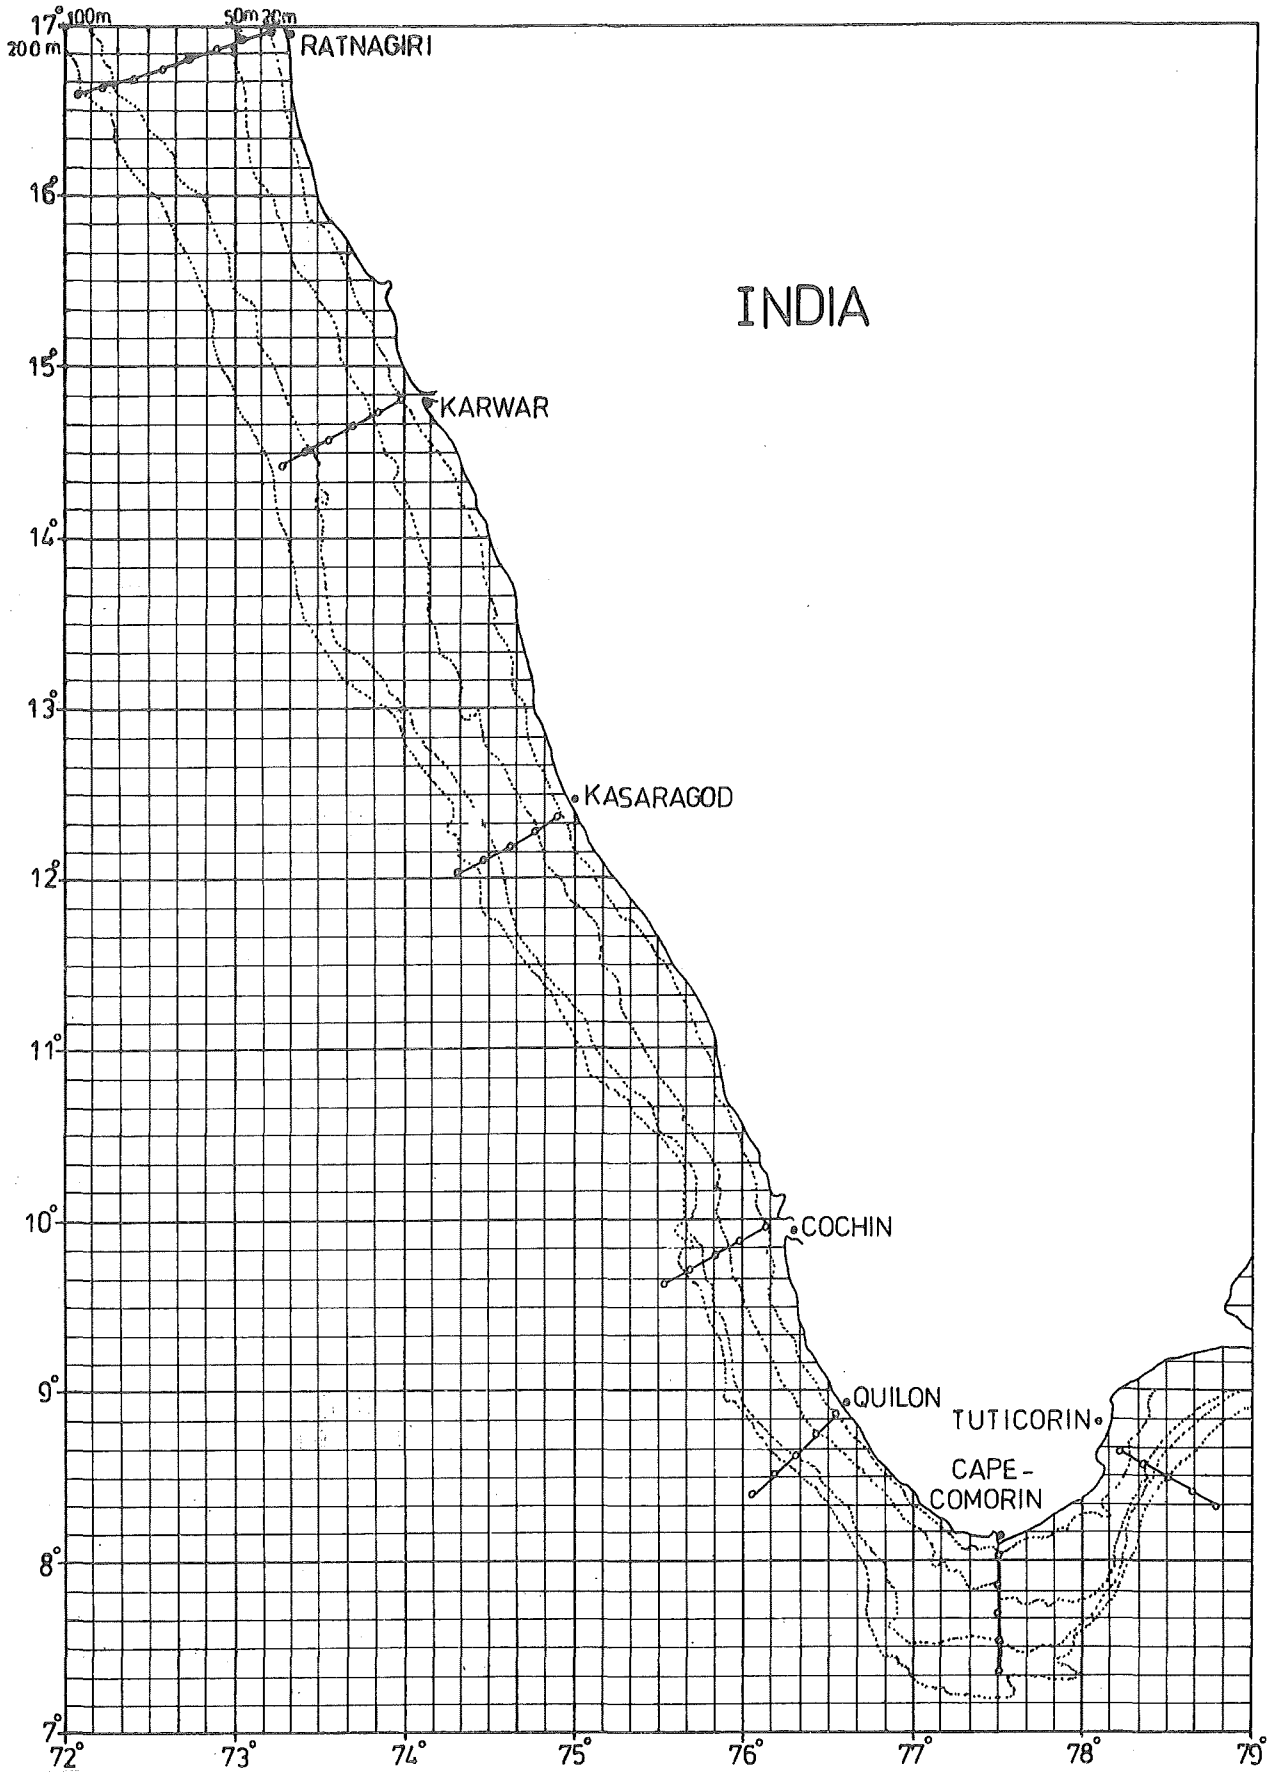 17° 100m 50m 20m
200m
RATNAGIRI
16°
INDIA
15°
KARWAR
14°
13°
KASARAGOD
12°
11°
10°
COCHIN
9°
QUILON
TUTICORIN
CAPE-
COMORIN
8°
7°
72° 73° 74° 75° 76° 77° 78° 79°